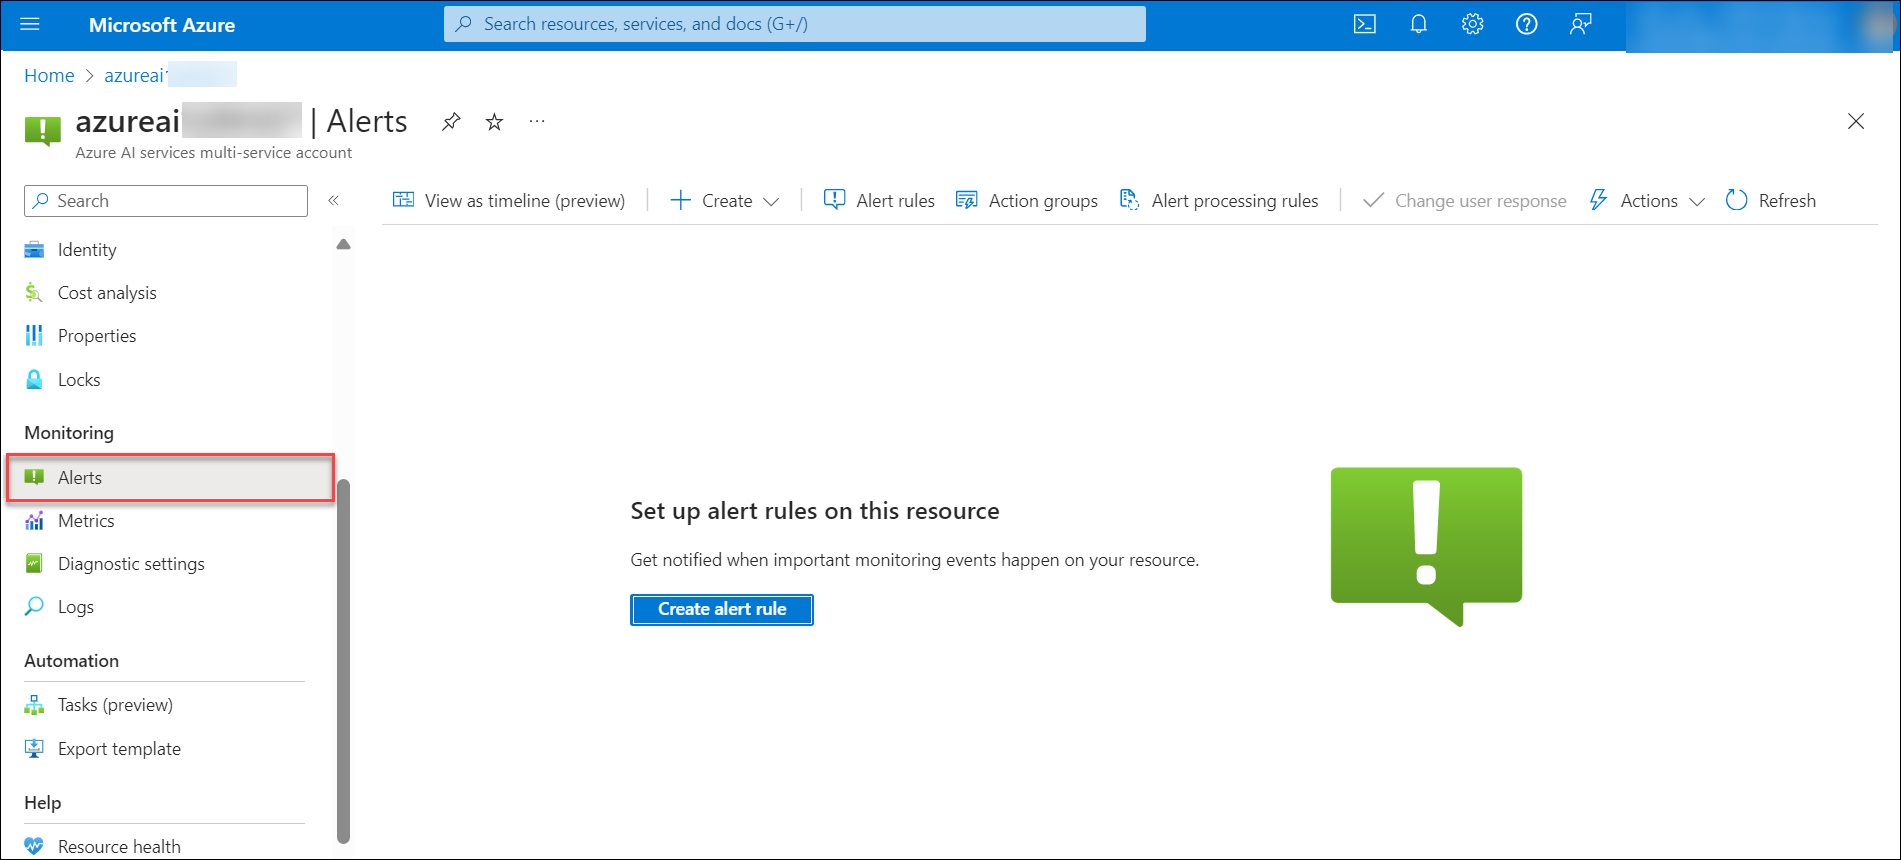 Microsoft Azure
Search resources, services, and docs (G+/)
Home > azureai
azureai | Alerts
Azure AI services multi-service account
Search
View as timeline (preview)
Create
Alert rules
Action groups
Alert processing rules
Change user response
Actions
Refresh
Identity
Cost analysis
Properties
Locks
Monitoring
Alerts
Metrics
Diagnostic settings
Logs
Automation
Tasks (preview)
Export template
Help
Resource health
Set up alert rules on this resource
Get notified when important monitoring events happen on your resource.
Create alert rule